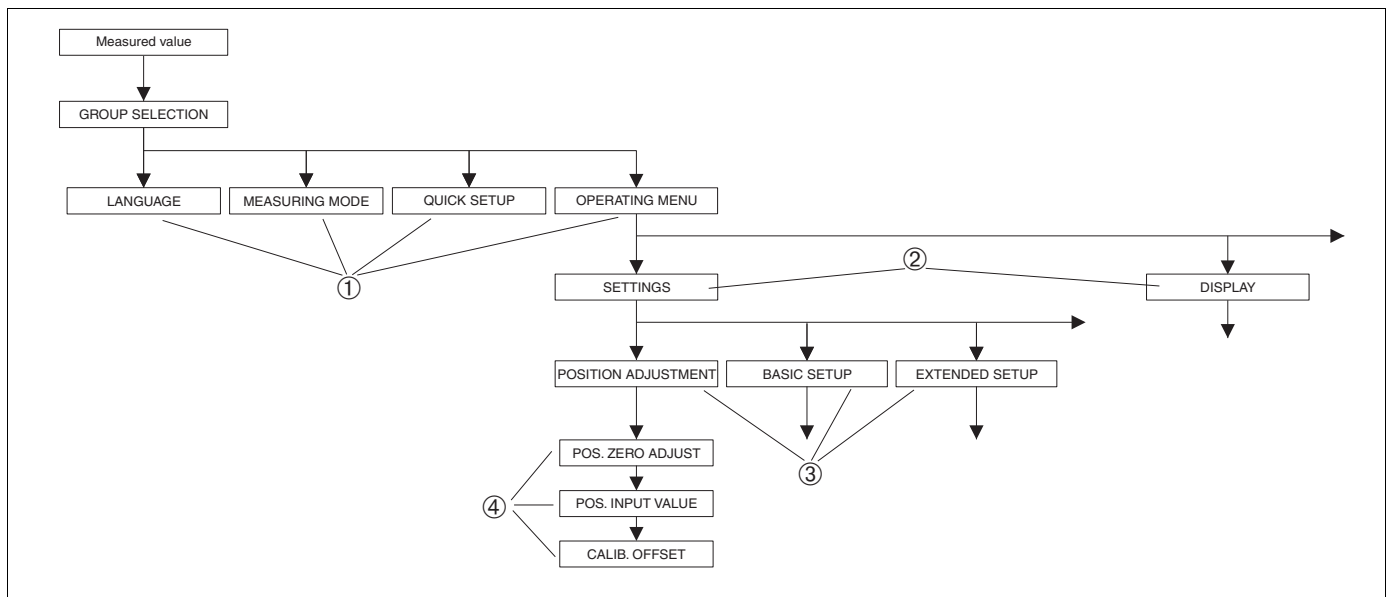 Measured value
GROUP SELECTION
LANGUAGE
MEASURING MODE
QUICK SETUP
OPERATING MENU
①
②
SETTINGS
DISPLAY
POSITION ADJUSTMENT
BASIC SETUP
EXTENDED SETUP
③
④
POS. ZERO ADJUST
POS. INPUT VALUE
CALIB. OFFSET